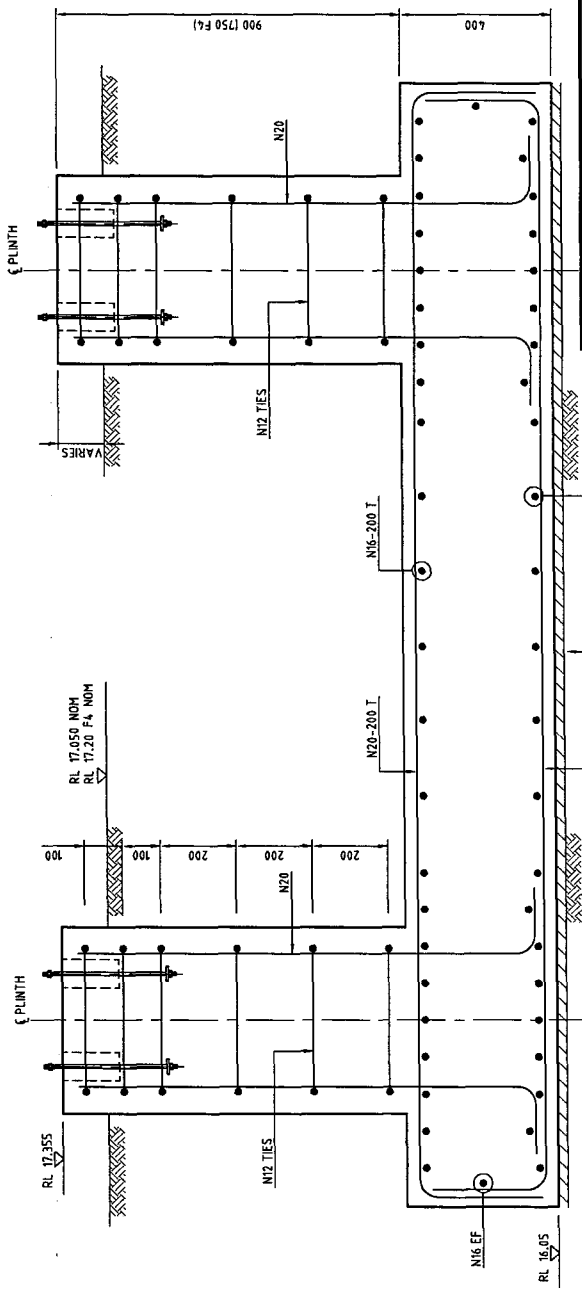 ℄ PLINTH
℄ PLINTH
RL 17.355
RL 17.050 NOM
RL 17.20 F4 NOM
VARIES
900 (750 F4)
400
100
100
200
200
200
N20
N20
N12 TIES
N12 TIES
N20-200 T
N16-200 T
N16 EF
RL 16.05